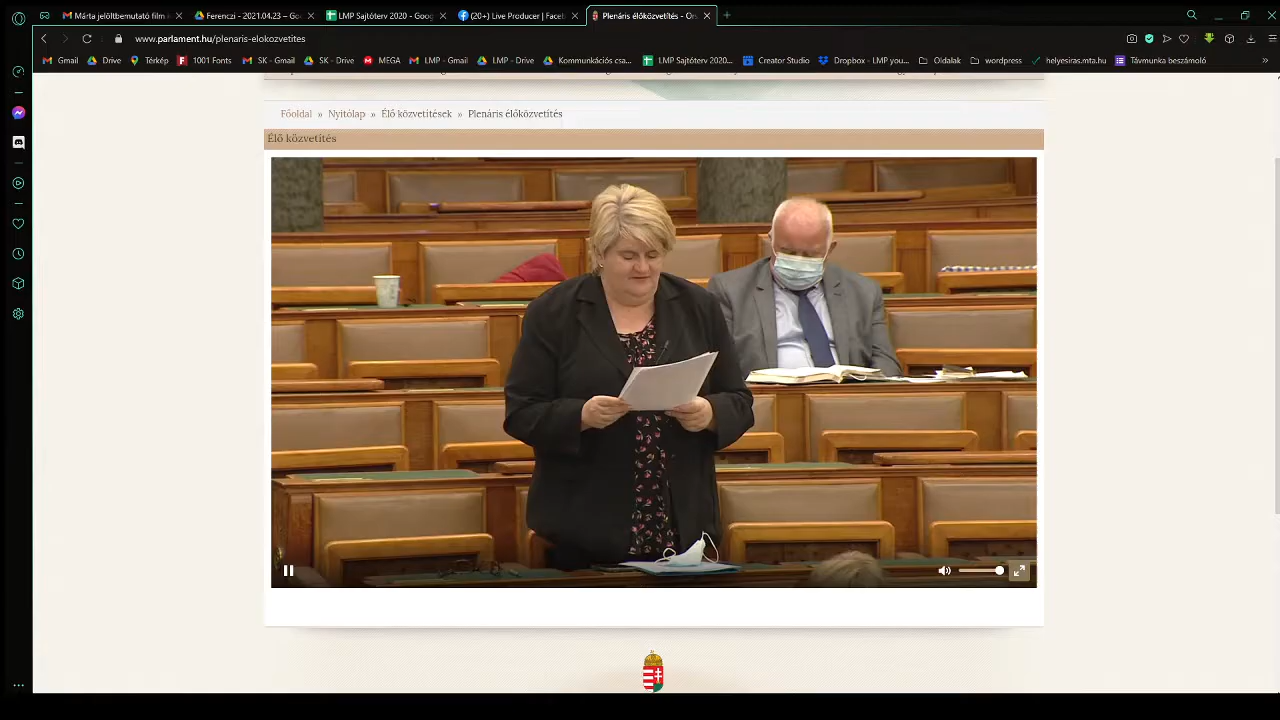 Márta jelöltbemutató film
Ferenczi - 2021.04.23 – Go
LMP Sajtóterv 2020 - Goog
(20+) Live Producer | Face
Plenáris élőközvetítés - Or
www.parlament.hu/plenaris-elokozvetites
Gmail
Drive
Térkép
1001 Fonts
SK - Gmail
SK - Drive
MEGA
LMP - Gmail
LMP - Drive
Kommunikációs csa...
LMP Sajtóterv 2020...
Creator Studio
Dropbox - LMP you...
Oldalak
wordpress
helyesiras.mta.hu
Távmunka beszámoló
Főoldal » Nyitólap » Élő közvetítések » Plenáris élőközvetítés
Élő közvetítés